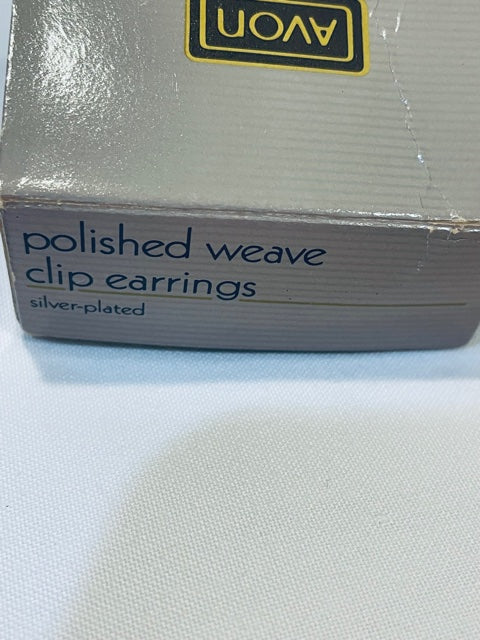 AVON
polished weave
clip earrings
silver-plated